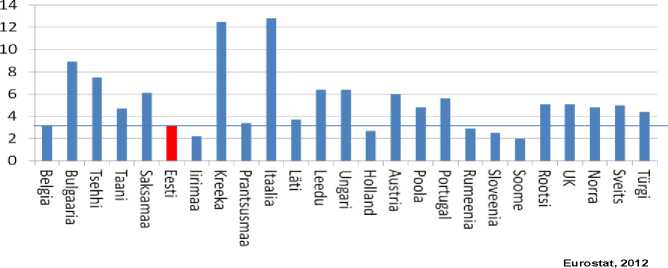 14
12
10
8
6
4
2
0
Belgia
Bulgaaria
Tsehhi
Taani
Saksamaa
Eesti
Iirimaa
Kreeka
Prantsusmaa
Itaalia
Läti
Leedu
Ungari
Holland
Austria
Poola
Portugal
Rumeenia
Sloveenia
Soome
Rootsi
UK
Norra
Sveits
Türgi
Eurostat, 2012